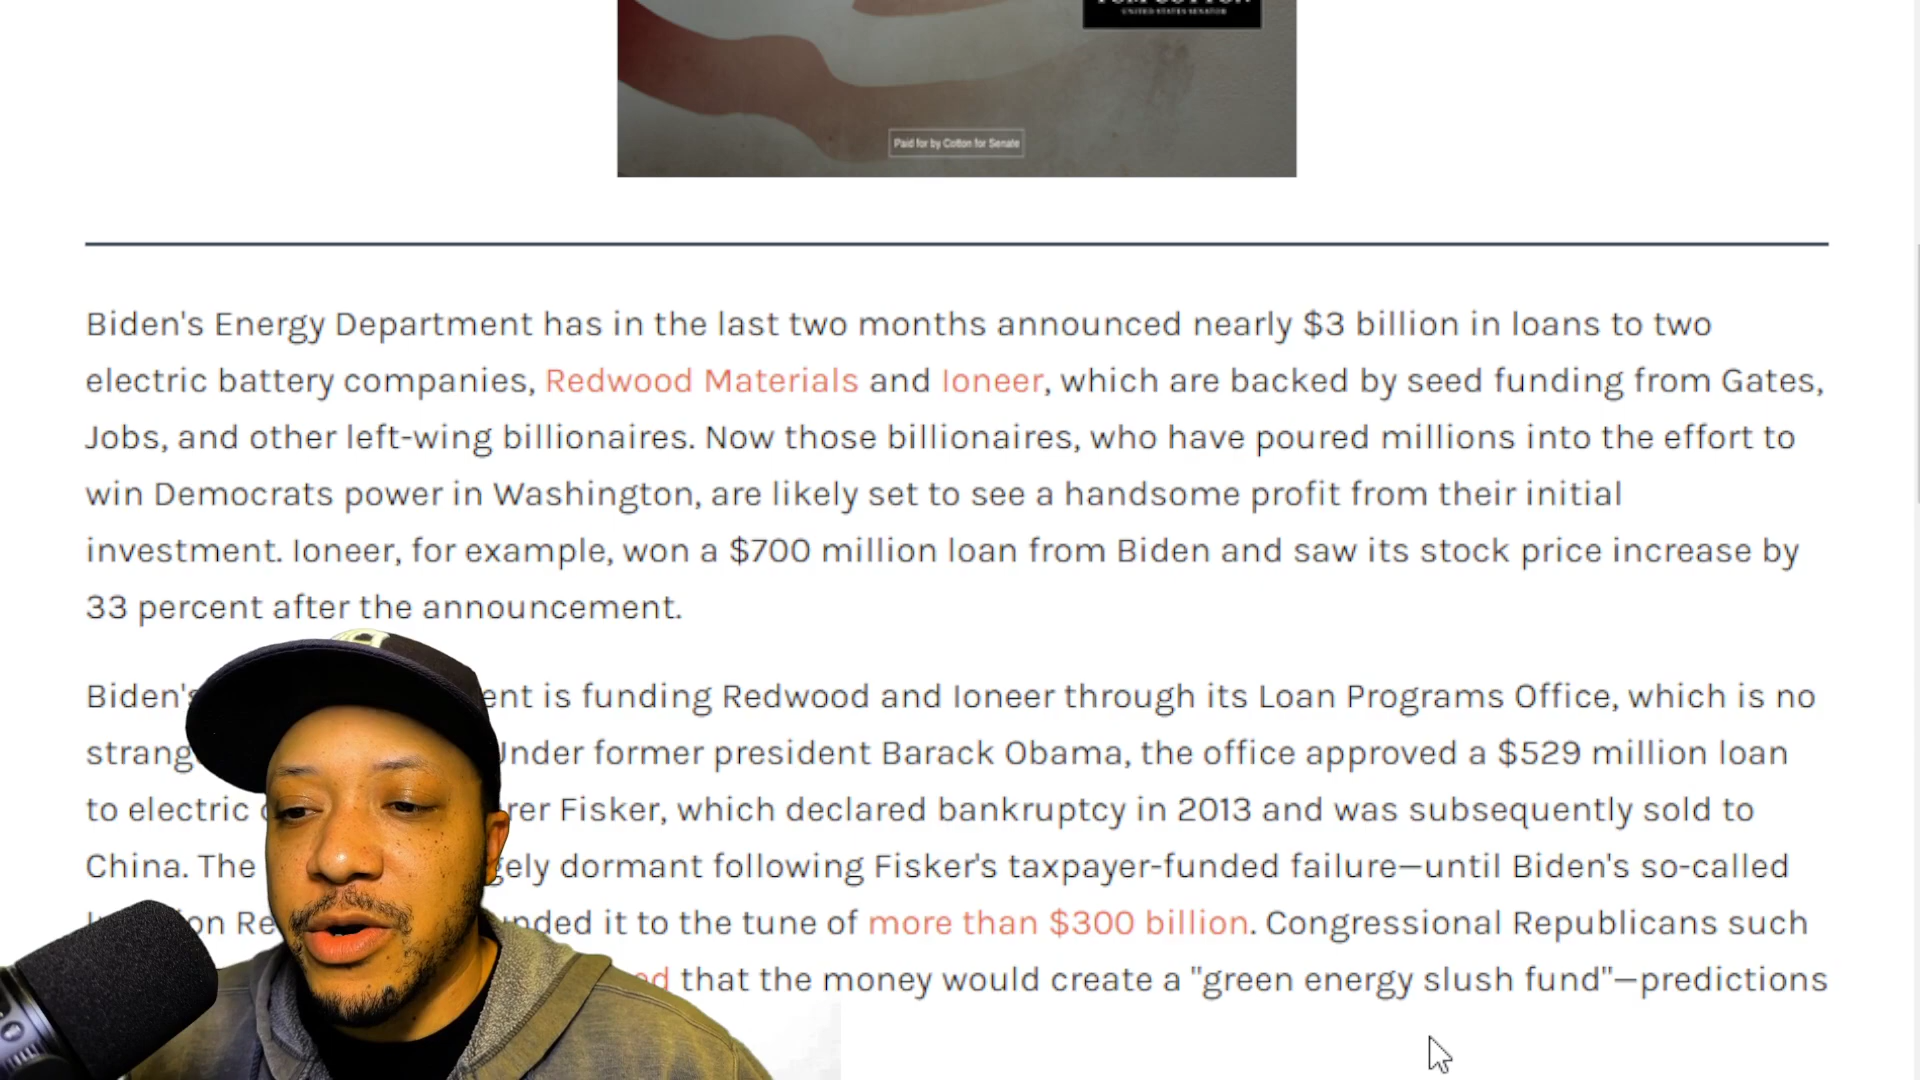 UNITED STATES SENATOR
Paid for by Cotton for Senate
Biden's Energy Department has in the last two months announced nearly $3 billion in loans to two
electric battery companies, Redwood Materials and Ioneer, which are backed by seed funding from Gates,
Jobs, and other left-wing billionaires. Now those billionaires, who have poured millions into the effort to
win Democrats power in Washington, are likely set to see a handsome profit from their initial
investment. Ioneer, for example, won a $700 million loan from Biden and saw its stock price increase by
33 percent after the announcement.
Biden's ent is funding Redwood and Ioneer through its Loan Programs Office, which is no
strang Under former president Barack Obama, the office approved a $529 million loan
to electric rer Fisker, which declared bankruptcy in 2013 and was subsequently sold to
China. The gely dormant following Fisker's taxpayer-funded failure—until Biden's so-called
on Re nded it to the tune of more than $300 billion. Congressional Republicans such
ed that the money would create a "green energy slush fund"—predictions